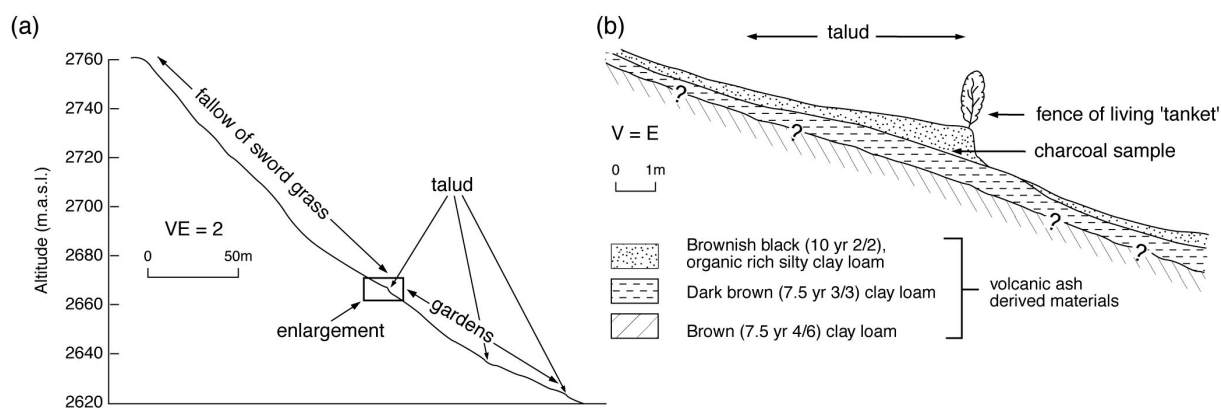 (a)
2760
2740
2720
2700
2680
2660
2640
2620
Altitude (m.a.s.l.)
fallow of sword grass
talud
VE = 2
0 50m
enlargement
gardens
(b)
talud
fence of living 'tanket'
charcoal sample
V = E
0 1m
?
?
?
?
Brownish black (10 yr 2/2),
organic rich silty clay loam
Dark brown (7.5 yr 3/3) clay loam
Brown (7.5 yr 4/6) clay loam
volcanic ash
derived materials